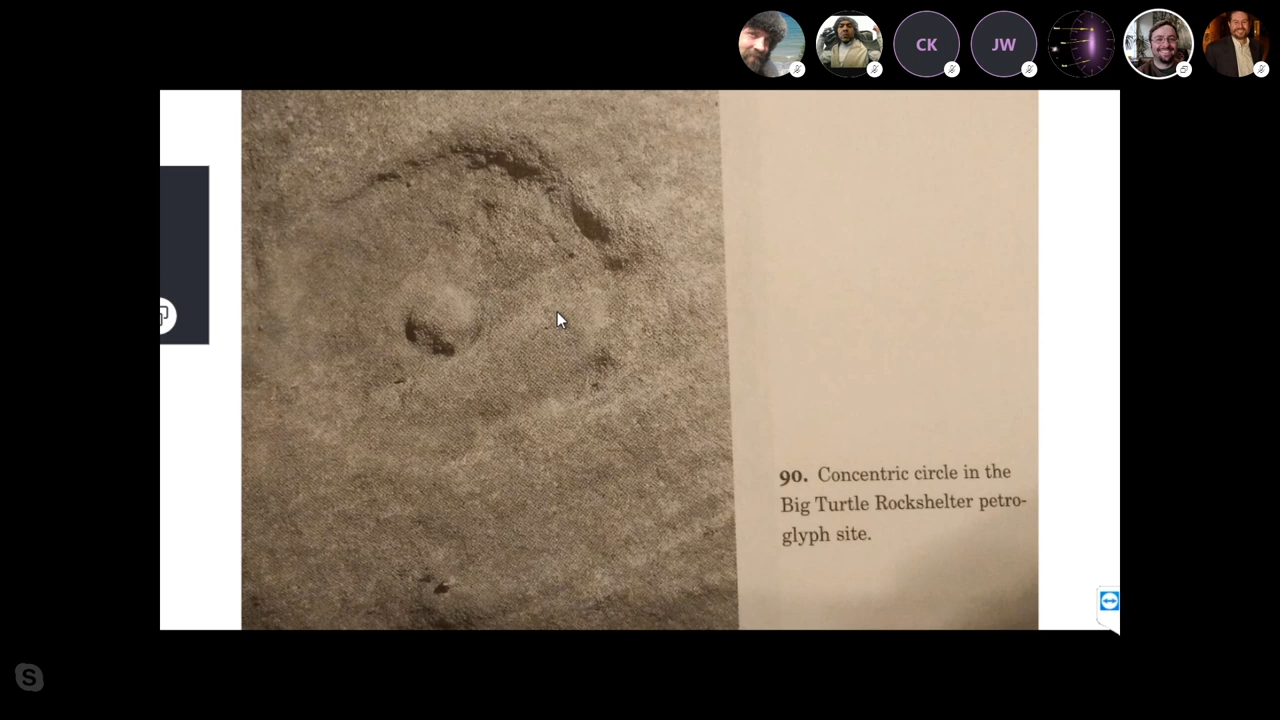 CK
JW
90. Concentric circle in the
Big Turtle Rockshelter petro-
glyph site.
S